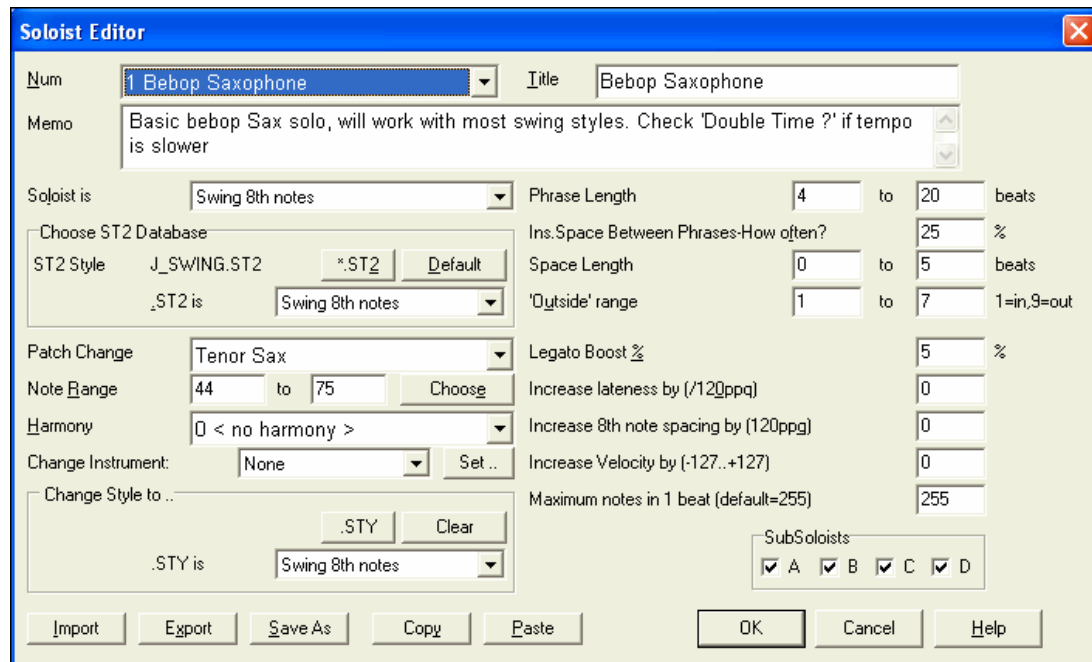 Soloist Editor
Num 1 Bebop Saxophone Title Bebop Saxophone
Memo Basic bebop Sax solo, will work with most swing styles. Check 'Double Time ?' if tempo
is slower
Soloist is Swing 8th notes
Choose ST2 Database
ST2 Style J_SWING.ST2 *.ST2 Default
.ST2 is Swing 8th notes
Patch Change Tenor Sax
Note Range 44 to 75 Choose
Harmony 0 < no harmony >
Change Instrument: None Set ..
Change Style to ..
.STY Clear
.STY is Swing 8th notes
Phrase Length 4 to 20 beats
Ins.Space Between Phrases-How often? 25 %
Space Length 0 to 5 beats
'Outside' range 1 to 7 1=in,9=out
Legato Boost % 5 %
Increase lateness by (/120ppq) 0
Increase 8th note spacing by (120ppg) 0
Increase Velocity by (-127..+127) 0
Maximum notes in 1 beat (default=255) 255
SubSoloists
A B C D
Import Export Save As Copy Paste OK Cancel Help